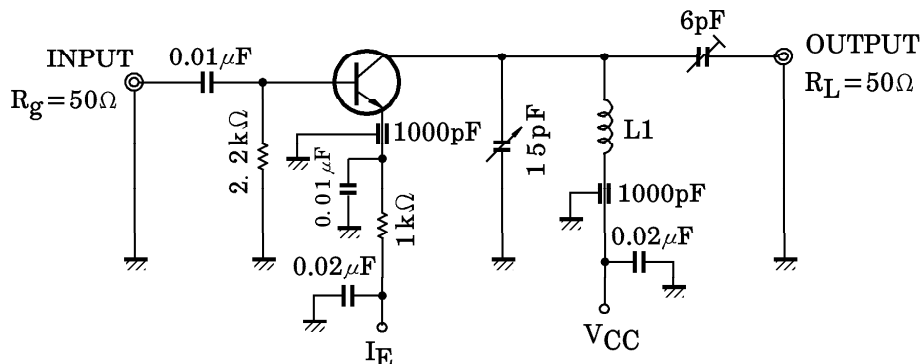 INPUT
Rg=50Ω
0.01μF
2.2kΩ
1000pF
0.01μF
1kΩ
0.02μF
IE
15pF
L1
1000pF
0.02μF
VCC
6pF
OUTPUT
RL=50Ω